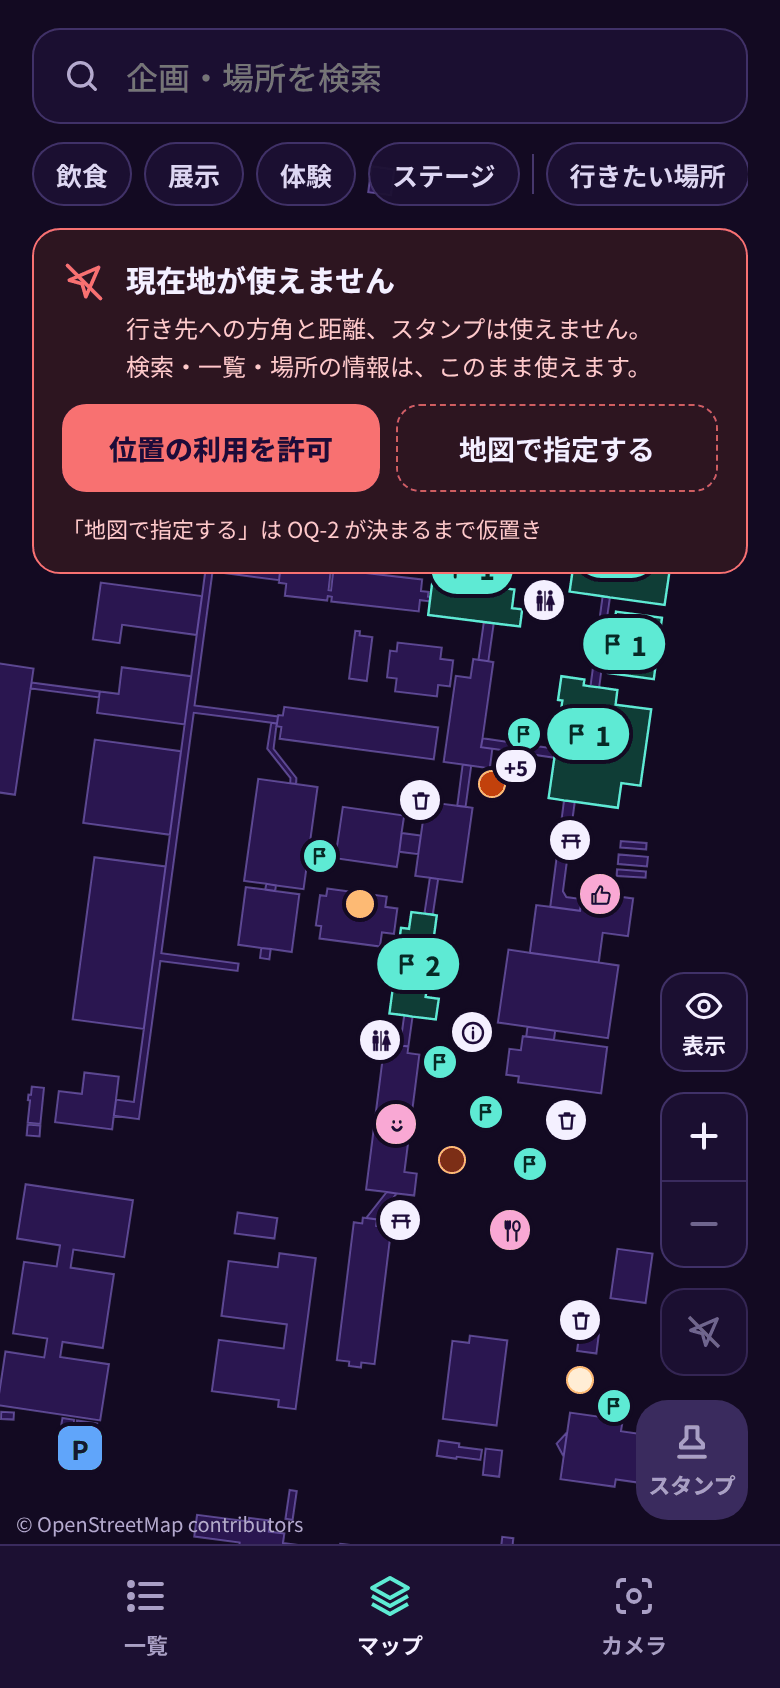 企画・場所を検索
飲食
展示
体験
ステージ
行きたい場所
現在地が使えません
行き先への方角と距離、スタンプは使えません。
検索・一覧・場所の情報は、このまま使えます。
位置の利用を許可
地図で指定する
「地図で指定する」は OQ-2 が決まるまで仮置き
1
1
1
+5
2
表示
P
スタンプ
© OpenStreetMap contributors
一覧
マップ
カメラ